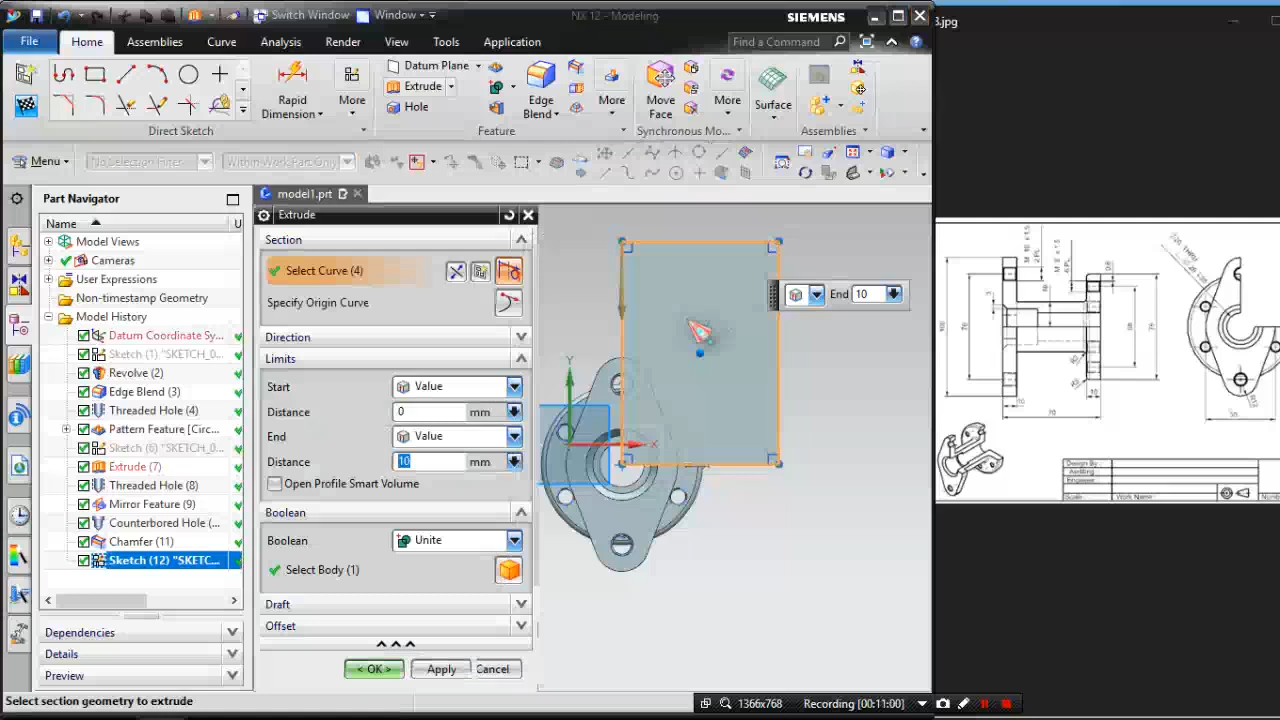 Switch Window Window NX 12 - Modeling SIEMENS
3.jpg
File Home Assemblies Curve Analysis Render View Tools Application Find a Command
Rapid Dimension
More
Datum Plane
Extrude
Hole
Edge Blend
More
Move Face
More
Surface
Direct Sketch Feature Synchronous Mo... Assemblies
Menu No Selection Filter Within Work Part Only
Part Navigator
Name U
Model Views
Cameras
User Expressions
Non-timestamp Geometry
Model History
Datum Coordinate Sy...
Sketch (1) "SKETCH_0...
Revolve (2)
Edge Blend (3)
Threaded Hole (4)
Pattern Feature [Circ...
Sketch (6) "SKETCH_0...
Extrude (7)
Threaded Hole (8)
Mirror Feature (9)
Counterbored Hole (...
Chamfer (11)
Sketch (12) "SKETC...
Dependencies
Details
Preview
model1.prt
Extrude
Section
Select Curve (4)
Specify Origin Curve
Direction
Limits
Start Value
Distance 0 mm
End Value
Distance 10 mm
Open Profile Smart Volume
Boolean
Boolean Unite
Select Body (1)
Draft
Offset
< OK > Apply Cancel
End 10
Y
X
70
Design By
Engineer
Scale Work Name
Select section geometry to extrude
1366x768 Recording [00:11:00]